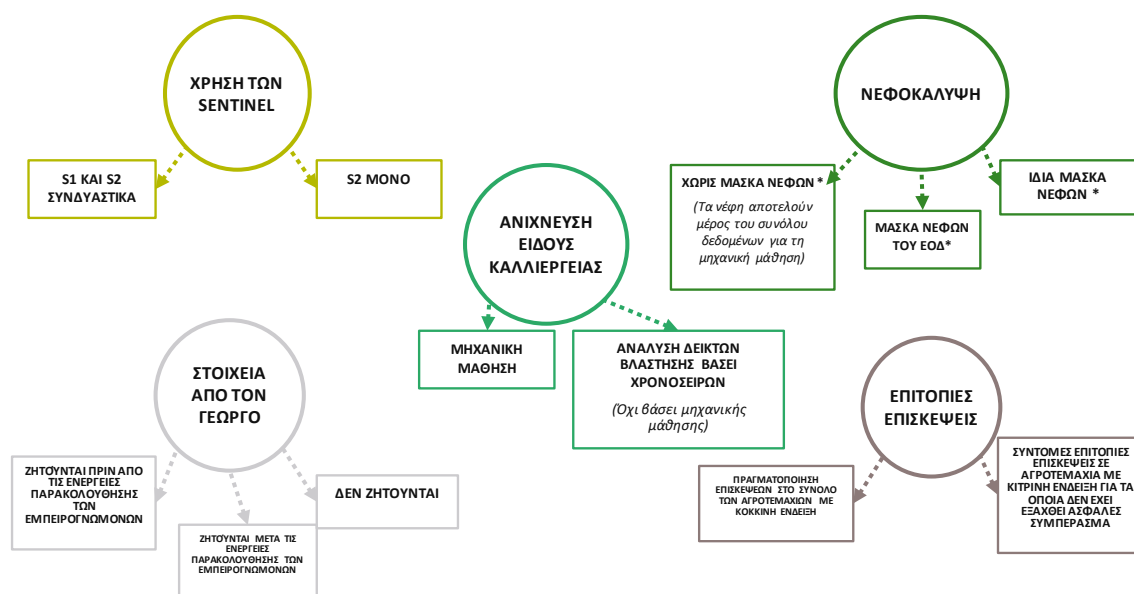 ΧΡΗΣΗ ΤΩΝ
SENTINEL
S1 ΚΑΙ S2
ΣΥΝΔΥΑΣΤΙΚΑ
S2 ΜΟΝΟ
ΝΕΦΟΚΑΛΥΨΗ
ΧΩΡΙΣ ΜΑΣΚΑ ΝΕΦΩΝ*
(Τα νέφη αποτελούν
μέρος του συνόλου
δεδομένων για τη
μηχανική μάθηση)
ΜΑΣΚΑ ΝΕΦΩΝ
ΤΟΥ ΕΟΔ*
ΙΔΙΑ ΜΑΣΚΑ
ΝΕΦΩΝ *
ΑΝΙΧΝΕΥΣΗ
ΕΙΔΟΥΣ
ΚΑΛΛΙΕΡΓΕΙΑΣ
ΜΗΧΑΝΙΚΗ
ΜΑΘΗΣΗ
ΑΝΑΛΥΣΗ ΔΕΙΚΤΩΝ
ΒΛΑΣΤΗΣΗΣ ΒΑΣΕΙ
ΧΡΟΝΟΣΕΙΡΩΝ
(Όχι βάσει μηχανικής
μάθησης)
ΣΤΟΙΧΕΙΑ
ΑΠΟ ΤΟΝ
ΓΕΩΡΓΟ
ΖΗΤΟΎΝΤΑΙ ΠΡΙΝ ΑΠΟ
ΤΙΣ ΕΝΕΡΓΕΙΕΣ
ΠΑΡΑΚΟΛΟΥΘΗΣΗΣ
ΤΩΝ
ΕΜΠΕΙΡΟΓΝΩΜΟΝΩΝ
ΖΗΤΟΎΝΤΑΙ ΜΕΤΑ ΤΙΣ
ΕΝΕΡΓΕΙΕΣ
ΠΑΡΑΚΟΛΟΥΘΗΣΗΣ ΤΩΝ
ΕΜΠΕΙΡΟΓΝΩΜΟΝΩΝ
ΔΕΝ ΖΗΤΟΥΝΤΑΙ
ΕΠΙΤΟΠΙΕΣ
ΕΠΙΣΚΕΨΕΙΣ
ΠΡΑΓΜΑΤΟΠΟΙΗΣΗ
ΕΠΙΣΚΕΨΕΩΝ ΣΤΟ ΣΥΝΟΛΟ
ΤΩΝ ΑΓΡΟΤΕΜΑΧΙΩΝ ΜΕ
ΚΟΚΚΙΝΗ ΕΝΔΕΙΞΗ
ΣΥΝΤΟΜΕΣ ΕΠΙΤΟΠΙΕΣ
ΕΠΙΣΚΕΨΕΙΣ ΣΕ
ΑΓΡΟΤΕΜΑΧΙΑ ΜΕ
ΚΙΤΡΙΝΗ ΕΝΔΕΙΞΗ ΓΙΑ ΤΑ
ΟΠΟΙΑ ΔΕΝ ΕΧΕΙ
ΕΞΑΧΘΕΙ ΑΣΦΑΛΕΣ
ΣΥΜΠΕΡΑΣΜΑ